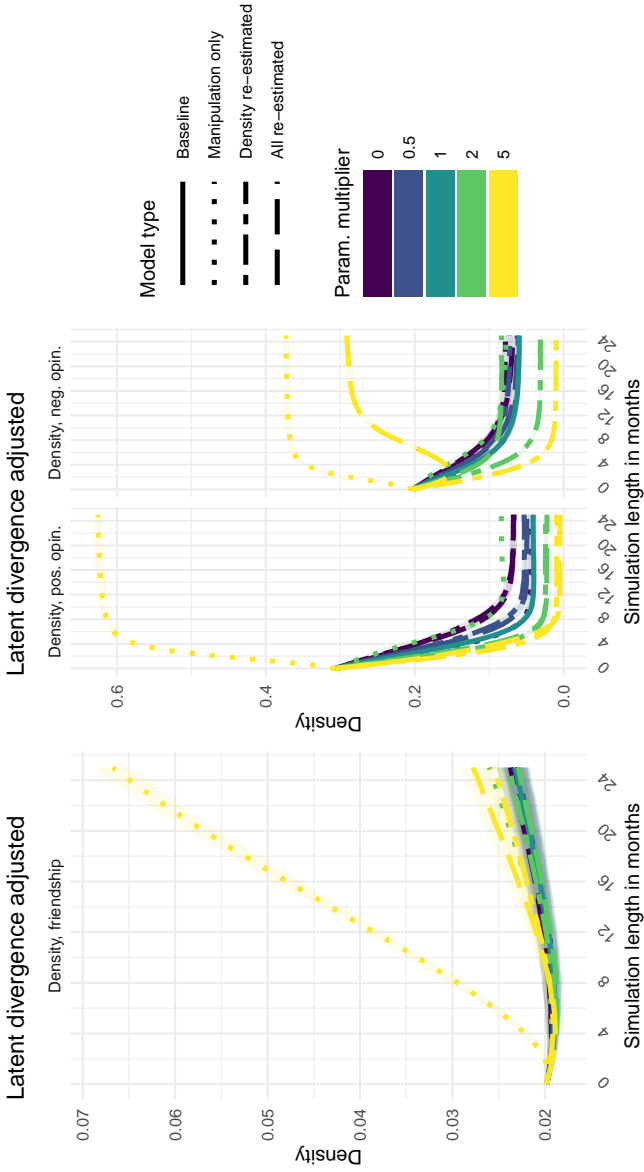 Latent divergence adjusted
Density, friendship
Density
0.07
0.06
0.05
0.04
0.03
0.02
0
4
8
12
16
20
24
Simulation length in months
Latent divergence adjusted
Density, pos. opin.
Density, neg. opin.
Density
0.6
0.4
0.2
0.0
0
4
8
12
16
20
24
0
4
8
12
16
20
24
Simulation length in months
Model type
Baseline
Manipulation only
Density re−estimated
All re−estimated
Param. multiplier
0
0.5
1
2
5